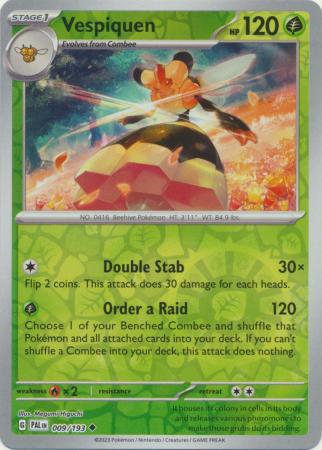 STAGE 1
Vespiquen
HP 120
Evolves from Combee
NO. 0416 Beehive Pokémon HT: 3'11" WT: 84.9 lbs.
Double Stab 30×
Flip 2 coins. This attack does 30 damage for each heads.
Order a Raid 120
Choose 1 of your Benched Combee and shuffle that
Pokémon and all attached cards into your deck. If you can't
shuffle a Combee into your deck, this attack does nothing.
weakness ×2 resistance retreat
Illus. Megumi Higuchi
G PAL EN 009/193
It houses its colony in cells in its body
and releases various pheromones to
make those grubs do its bidding.
©2023 Pokémon / Nintendo / Creatures / GAME FREAK